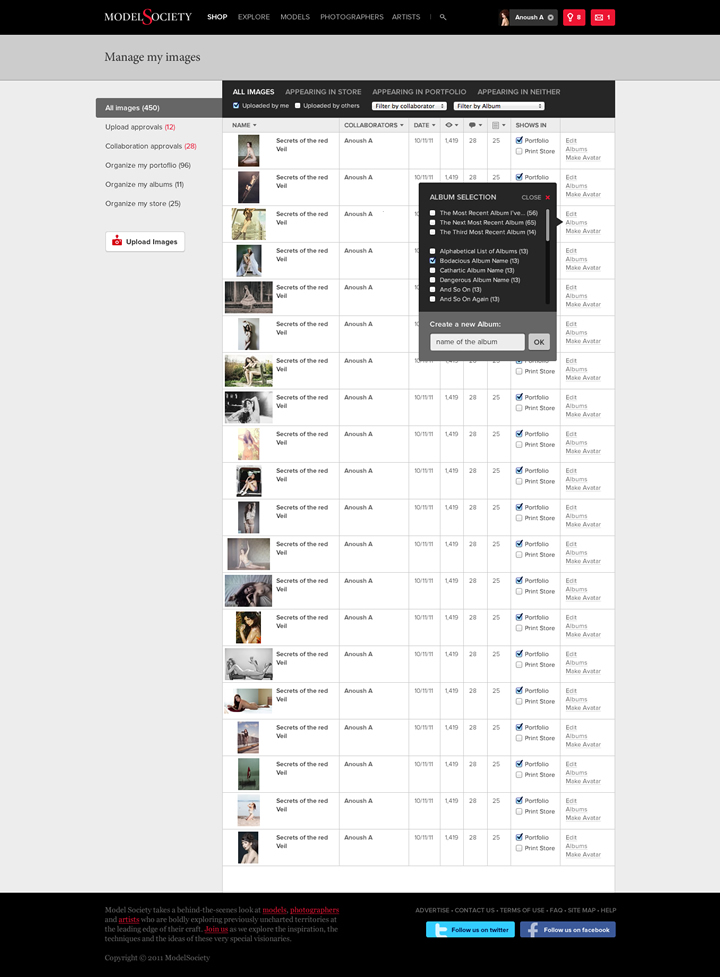 MODELSOCIETY
SHOP EXPLORE MODELS PHOTOGRAPHERS ARTISTS
Anoush A 8 1
Manage my images
All images (450)
Upload approvals (12)
Collaboration approvals (28)
Organize my portoflio (96)
Organize my albums (11)
Organize my store (25)
Upload Images
ALL IMAGES APPEARING IN STORE APPEARING IN PORTFOLIO APPEARING IN NEITHER
Uploaded by me Uploaded by others Filter by collaborator Filter by Album
NAME COLLABORATORS DATE SHOWS IN
Secrets of the red Anoush A 10/11/11 1,419 28 25 Portfolio Edit
Veil Print Store Albums
Make Avatar
Secrets of the red Anoush A 10/11/11 1,419 28 25 Portfolio Edit
Veil Albums
Make Avatar
Secrets of the red Anoush A Edit
Veil Albums
Make Avatar
Secrets of the red Anoush A Edit
Veil Albums
Make Avatar
Secrets of the red Anoush A Edit
Veil Albums
Make Avatar
Secrets of the red Anoush A Edit
Veil Albums
Make Avatar
Secrets of the red Anoush A Edit
Veil Print Store Albums
Make Avatar
Secrets of the red Anoush A 10/11/11 1,419 28 25 Portfolio Edit
Veil Print Store Albums
Make Avatar
Secrets of the red Anoush A 10/11/11 1,419 28 25 Portfolio Edit
Veil Print Store Albums
Make Avatar
Secrets of the red Anoush A 10/11/11 1,419 28 25 Portfolio Edit
Veil Print Store Albums
Make Avatar
Secrets of the red Anoush A 10/11/11 1,419 28 25 Portfolio Edit
Veil Print Store Albums
Make Avatar
Secrets of the red Anoush A 10/11/11 1,419 28 25 Portfolio Edit
Veil Print Store Albums
Make Avatar
Secrets of the red Anoush A 10/11/11 1,419 28 25 Portfolio Edit
Veil Print Store Albums
Make Avatar
Secrets of the red Anoush A 10/11/11 1,419 28 25 Portfolio Edit
Veil Print Store Albums
Make Avatar
Secrets of the red Anoush A 10/11/11 1,419 28 25 Portfolio Edit
Veil Print Store Albums
Make Avatar
Secrets of the red Anoush A 10/11/11 1,419 28 25 Portfolio Edit
Veil Print Store Albums
Make Avatar
Secrets of the red Anoush A 10/11/11 1,419 28 25 Portfolio Edit
Veil Print Store Albums
Make Avatar
Secrets of the red Anoush A 10/11/11 1,419 28 25 Portfolio Edit
Veil Print Store Albums
Make Avatar
Secrets of the red Anoush A 10/11/11 1,419 28 25 Portfolio Edit
Veil Print Store Albums
Make Avatar
Secrets of the red Anoush A 10/11/11 1,419 28 25 Portfolio Edit
Veil Print Store Albums
Make Avatar
ALBUM SELECTION CLOSE X
The Most Recent Album I've... (56)
The Next Most Recent Album (65)
The Third Most Recent Album (14)
Alphabetical List of Albums (13)
Bodacious Album Name (13)
Cathartic Album Name (13)
Dangerous Album Name (13)
And So On (13)
And So On Again (13)
Create a new Album:
name of the album OK
Model Society takes a behind-the-scenes look at models, photographers
and artists who are boldly exploring previously uncharted territories at
the leading edge of their craft. Join us as we explore the inspiration, the
techniques and the ideas of these very special visionaries.
Copyright © 2011 ModelSociety
ADVERTISE • CONTACT US • TERMS OF USE • FAQ • SITE MAP • HELP
Follow us on twitter Follow us on facebook